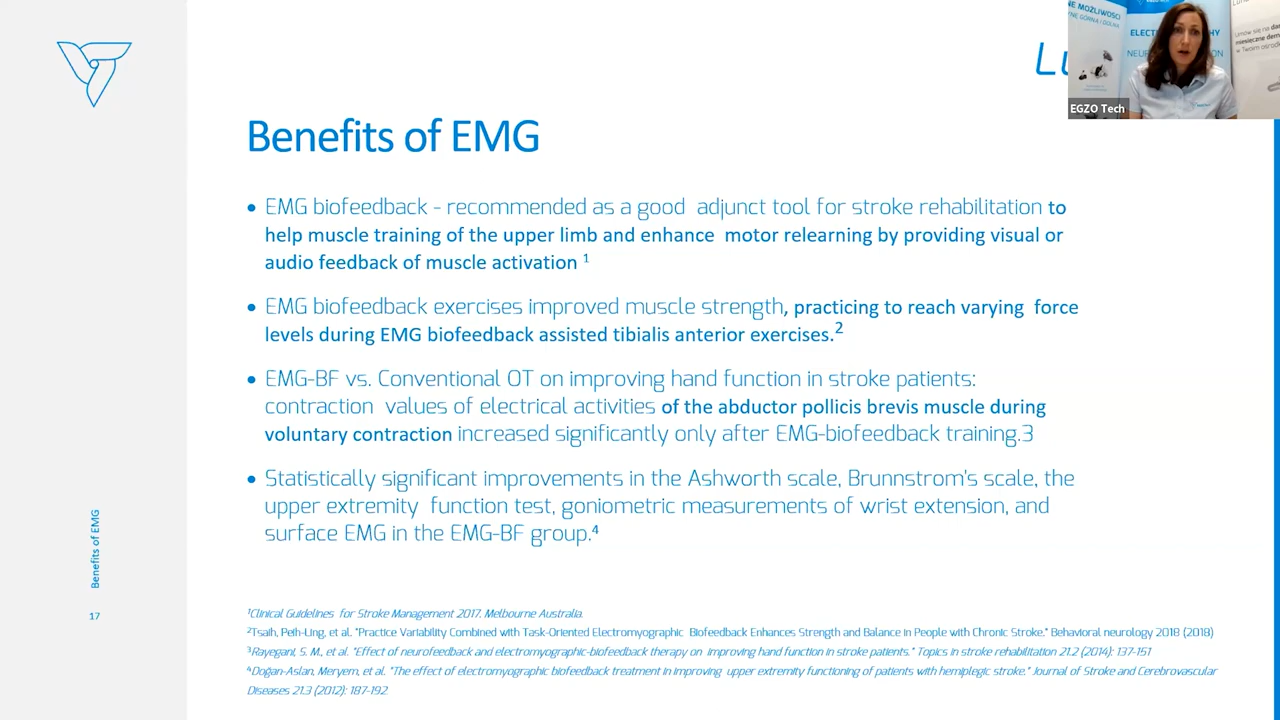 NE MOŻLIWOŚCI
YNĘ GÓRNĄ I DOLNĄ
Lu
EGZO Tech
Benefits of EMG
• EMG biofeedback - recommended as a good adjunct tool for stroke rehabilitation to
help muscle training of the upper limb and enhance motor relearning by providing visual or
audio feedback of muscle activation ¹
• EMG biofeedback exercises improved muscle strength, practicing to reach varying force
levels during EMG biofeedback assisted tibialis anterior exercises.²
• EMG-BF vs. Conventional OT on improving hand function in stroke patients:
contraction values of electrical activities of the abductor pollicis brevis muscle during
voluntary contraction increased significantly only after EMG-biofeedback training.3
• Statistically significant improvements in the Ashworth scale, Brunnstrom's scale, the
upper extremity function test, goniometric measurements of wrist extension, and
surface EMG in the EMG-BF group.⁴
Benefits of EMG
17
¹Clinical Guidelines for Stroke Management 2017. Melbourne Australia.
²Tsaih, Peih-Ling, et al. "Practice Variability Combined with Task-Oriented Electromyographic Biofeedback Enhances Strength and Balance in People with Chronic Stroke." Behavioral neurology 2018 (2018)
³Rayegani, S. M., et al. "Effect of neurofeedback and electromyographic-biofeedback therapy on improving hand function in stroke patients." Topics in stroke rehabilitation 21.2 (2014): 137-151
⁴Doğan-Aslan, Meryem, et al. "The effect of electromyographic biofeedback treatment in improving upper extremity functioning of patients with hemiplegic stroke." Journal of Stroke and Cerebrovascular
Diseases 21.3 (2012): 187-192.